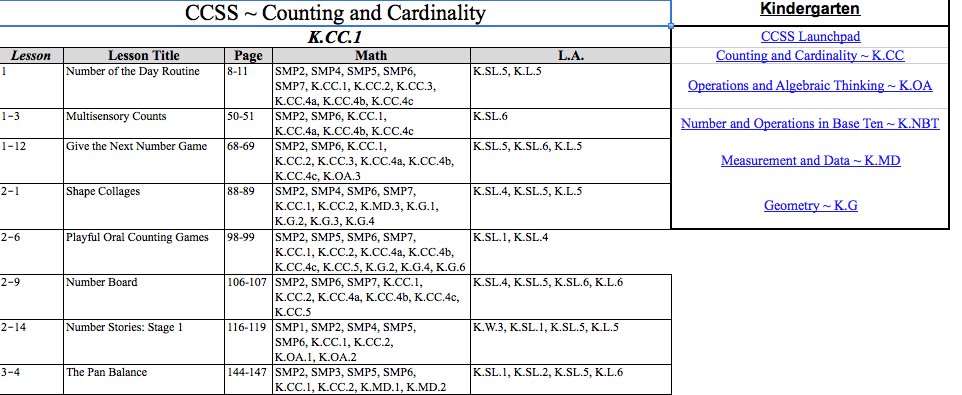 CCSS ~ Counting and Cardinality
K.CC.1
Lesson Lesson Title Page Math L.A.
1 Number of the Day Routine 8-11 SMP2, SMP4, SMP5, SMP6, K.SL.5, K.L.5
SMP7, K.CC.1, K.CC.2, K.CC.3,
K.CC.4a, K.CC.4b, K.CC.4c
1-3 Multisensory Counts 50-51 SMP2, SMP6, K.CC.1, K.SL.6
K.CC.4a, K.CC.4b, K.CC.4c
1-12 Give the Next Number Game 68-69 SMP2, SMP6, K.CC.1, K.SL.5, K.SL.6, K.L.5
K.CC.2, K.CC.3, K.CC.4a, K.CC.4b,
K.CC.4c, K.OA.3
2-1 Shape Collages 88-89 SMP2, SMP4, SMP6, SMP7, K.SL.4, K.SL.5, K.L.5
K.CC.1, K.CC.2, K.MD.3, K.G.1,
K.G.2, K.G.3, K.G.4
2-6 Playful Oral Counting Games 98-99 SMP2, SMP5, SMP6, SMP7, K.SL.1, K.SL.4
K.CC.1, K.CC.2, K.CC.4a, K.CC.4b,
K.CC.4c, K.CC.5, K.G.2, K.G.4, K.G.6
2-9 Number Board 106-107 SMP2, SMP6, SMP7, K.CC.1, K.SL.4, K.SL.5, K.SL.6, K.L.6
K.CC.2, K.CC.4a, K.CC.4b, K.CC.4c,
K.CC.5
2-14 Number Stories: Stage 1 116-119 SMP1, SMP2, SMP4, SMP5, K.W.3, K.SL.1, K.SL.5, K.L.5
SMP6, K.CC.1, K.CC.2,
K.OA.1, K.OA.2
3-4 The Pan Balance 144-147 SMP2, SMP3, SMP5, SMP6, K.SL.1, K.SL.2, K.SL.5, K.L.6
K.CC.1, K.CC.2, K.MD.1, K.MD.2
Kindergarten
CCSS Launchpad
Counting and Cardinality ~ K.CC
Operations and Algebraic Thinking ~ K.OA
Number and Operations in Base Ten ~ K.NBT
Measurement and Data ~ K.MD
Geometry ~ K.G